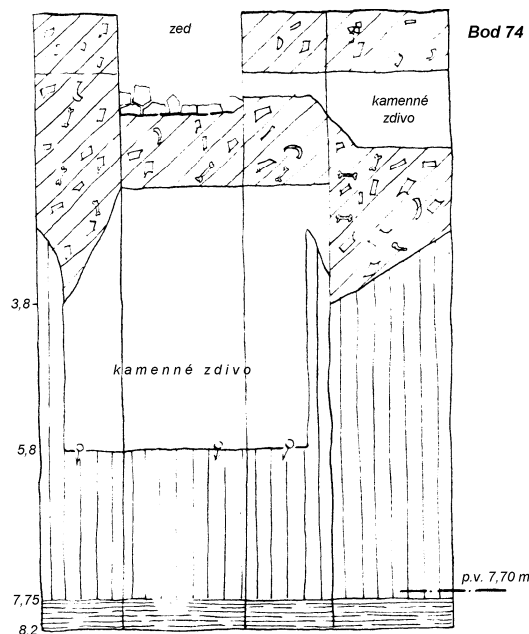 zed
Bod 74
kamenné
zdivo
3,8
kamenné zdivo
5,8
p.v. 7,70 m
7,75
8,2